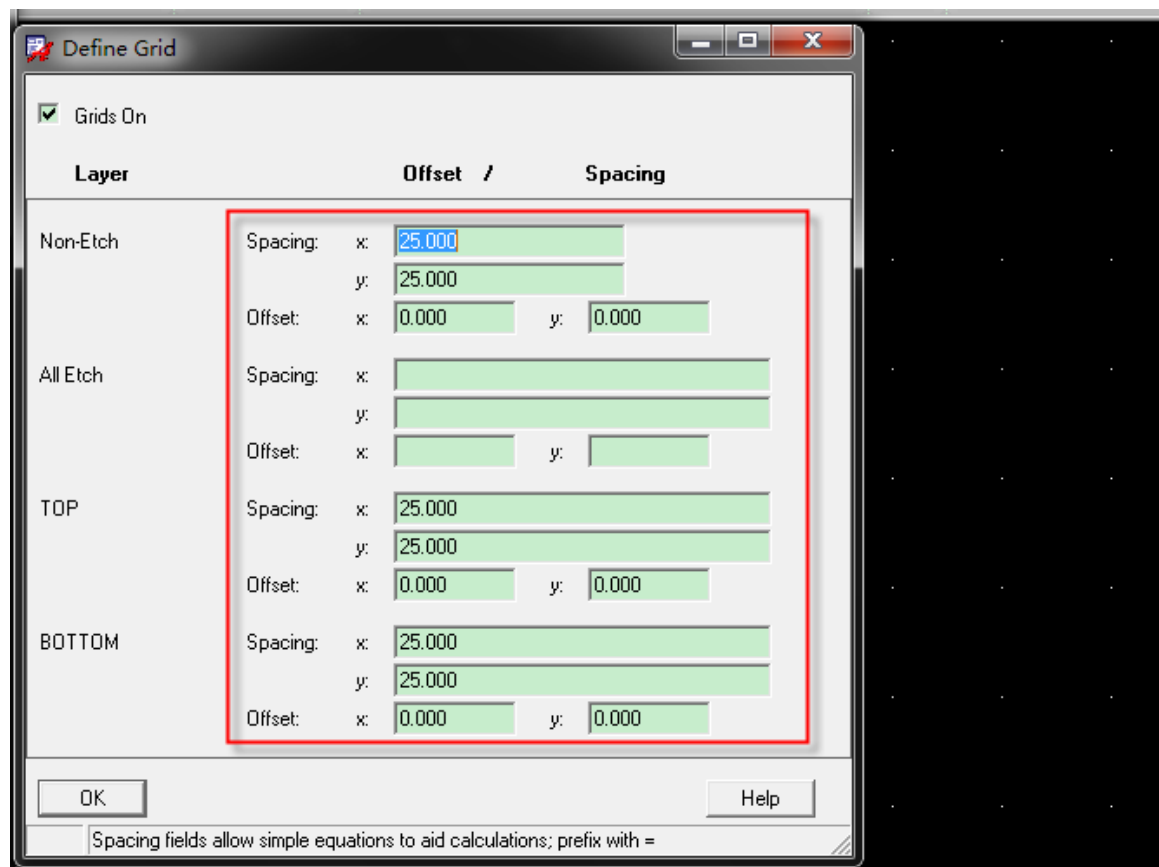 Define Grid
Grids On
Layer Offset / Spacing
Non-Etch Spacing: x: 25.000
y: 25.000
Offset: x: 0.000 y: 0.000
All Etch Spacing: x:
y:
Offset: x: y:
TOP Spacing: x: 25.000
y: 25.000
Offset: x: 0.000 y: 0.000
BOTTOM Spacing: x: 25.000
y: 25.000
Offset: x: 0.000 y: 0.000
OK Help
Spacing fields allow simple equations to aid calculations; prefix with =